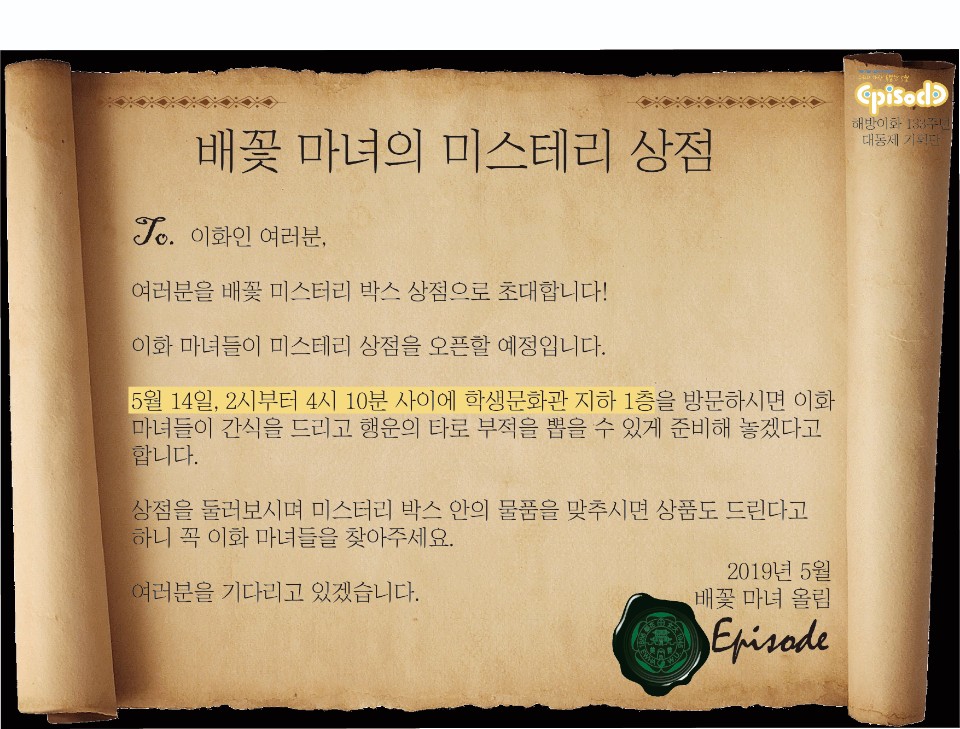 Episode
해방이화 133주년
대동제 기획단
배꽃 마녀의 미스테리 상점
To. 이화인 여러분,
여러분을 배꽃 미스터리 박스 상점으로 초대합니다!
이화 마녀들이 미스테리 상점을 오픈할 예정입니다.
5월 14일, 2시부터 4시 10분 사이에 학생문화관 지하 1층을 방문하시면 이화
마녀들이 간식을 드리고 행운의 타로 부적을 뽑을 수 있게 준비해 놓겠다고
합니다.
상점을 둘러보시며 미스터리 박스 안의 물품을 맞추시면 상품도 드린다고
하니 꼭 이화 마녀들을 찾아주세요.
여러분을 기다리고 있겠습니다.
2019년 5월
배꽃 마녀 올림
Episode